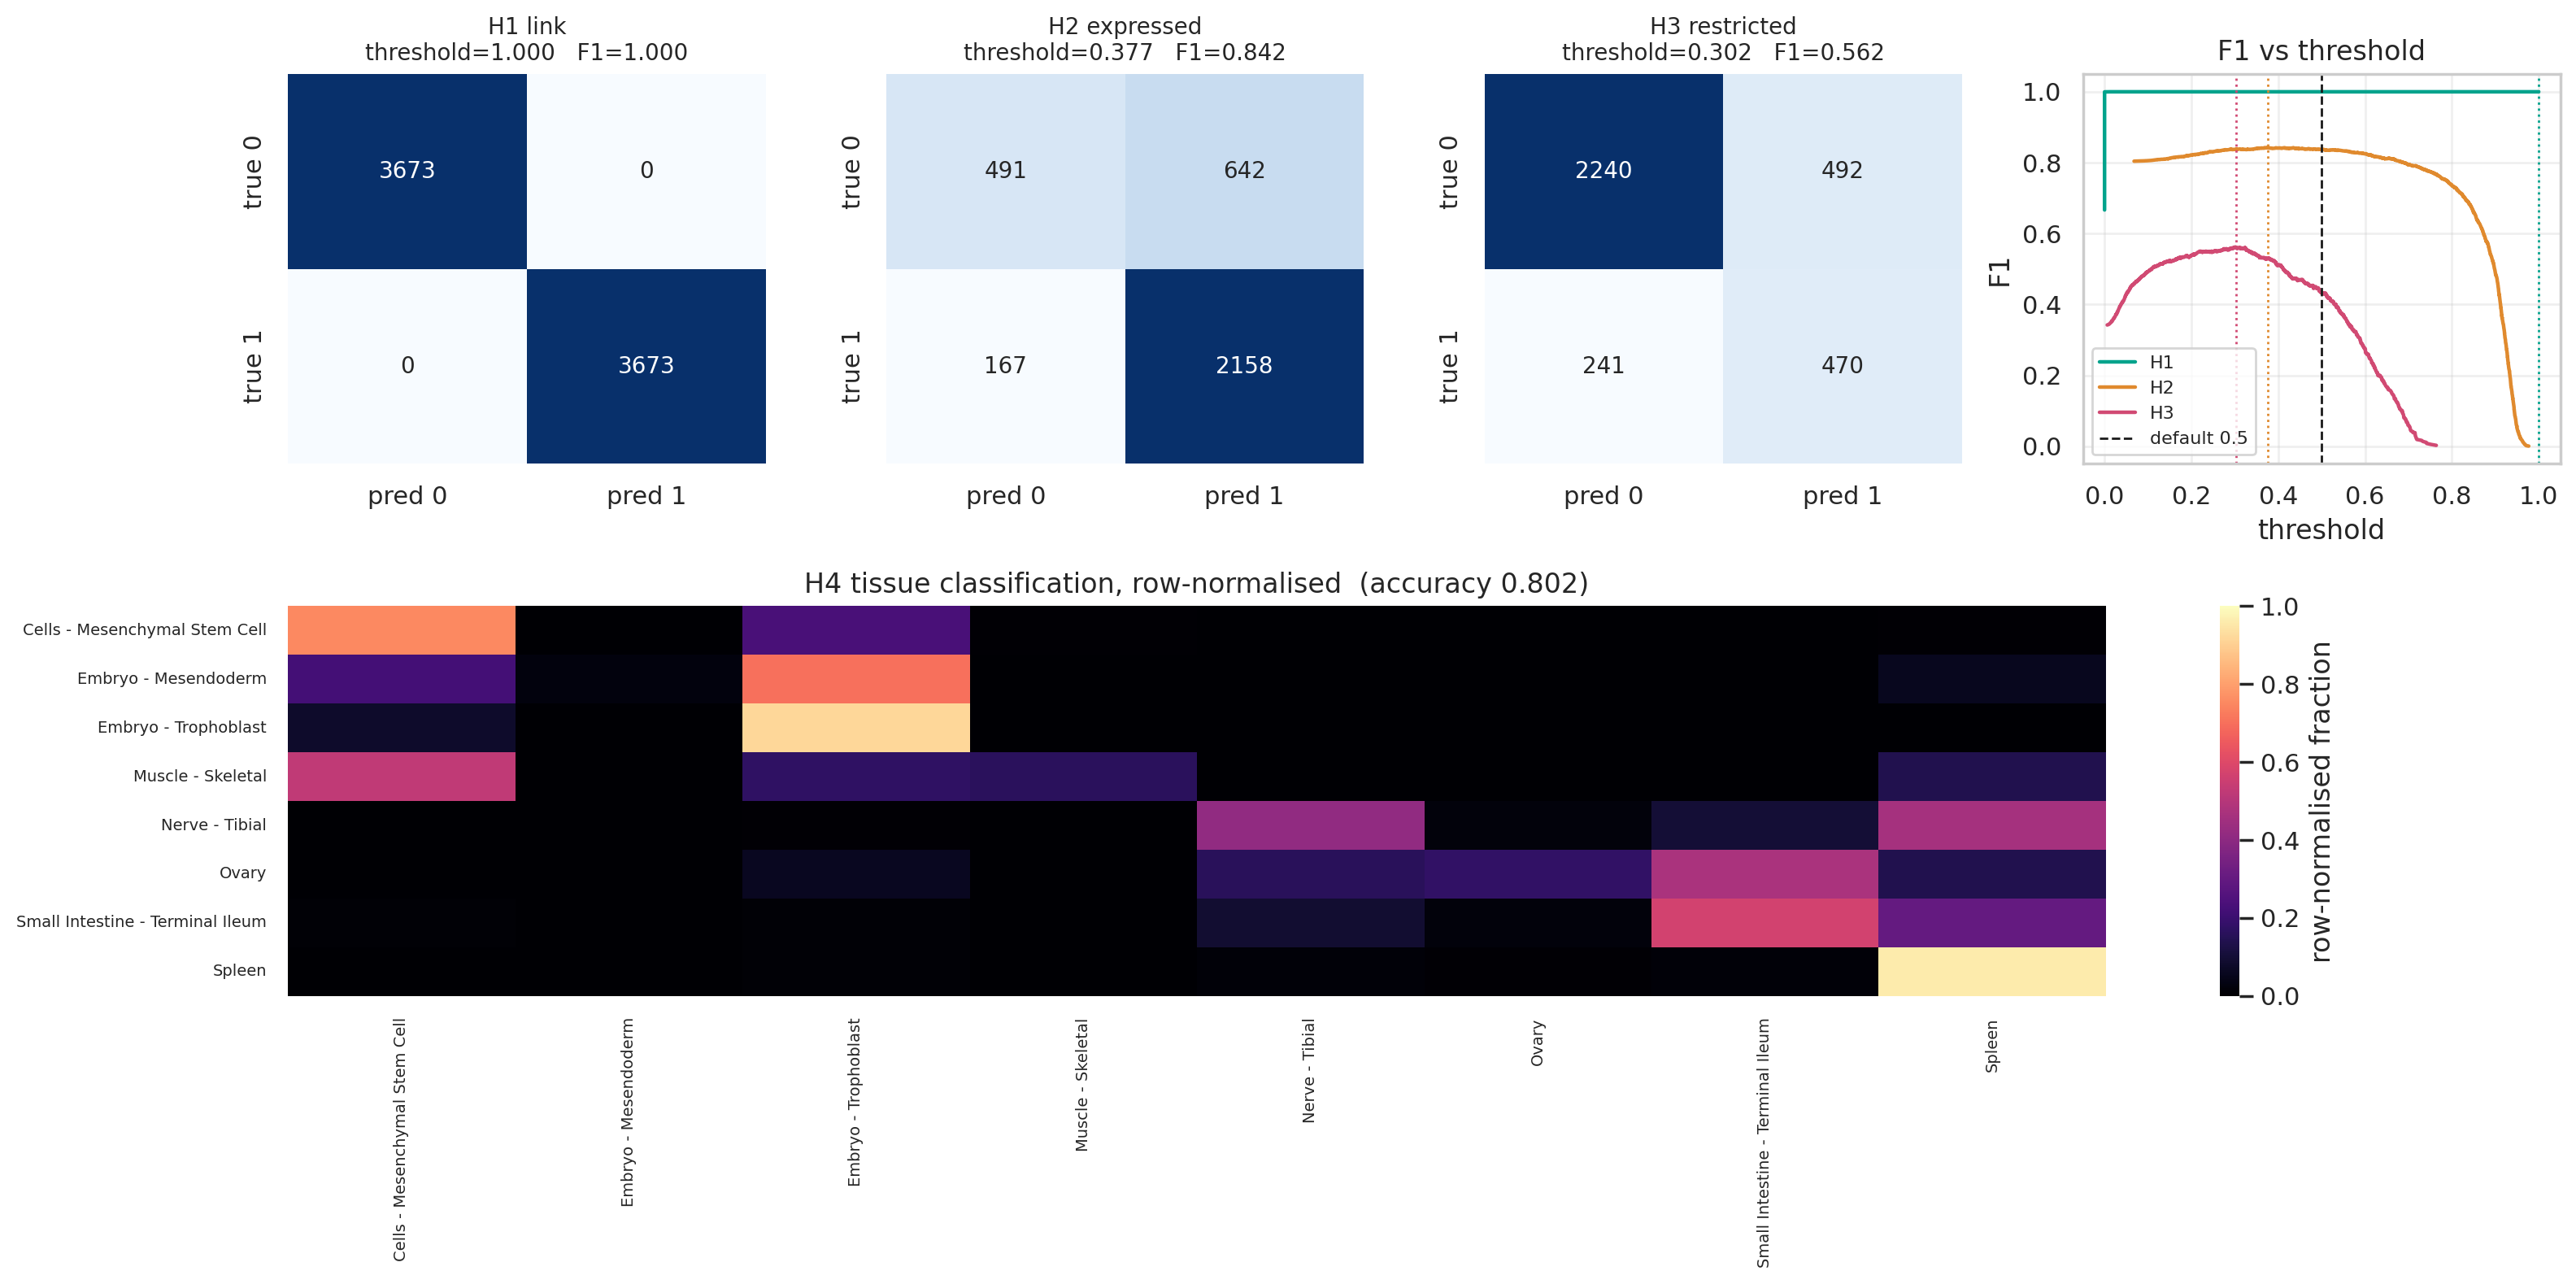 H1 link
threshold=1.000   F1=1.000
true 0
true 1
3673
0
0
3673
pred 0
pred 1
H2 expressed
threshold=0.377   F1=0.842
true 0
true 1
491
642
167
2158
pred 0
pred 1
H3 restricted
threshold=0.302   F1=0.562
true 0
true 1
2240
492
241
470
pred 0
pred 1
F1 vs threshold
F1
1.0
0.8
0.6
0.4
0.2
0.0
H1
H2
H3
default 0.5
0.0
0.2
0.4
0.6
0.8
1.0
threshold
H4 tissue classification, row-normalised  (accuracy 0.802)
Cells - Mesenchymal Stem Cell
Embryo - Mesendoderm
Embryo - Trophoblast
Muscle - Skeletal
Nerve - Tibial
Ovary
Small Intestine - Terminal Ileum
Spleen
Cells - Mesenchymal Stem Cell
Embryo - Mesendoderm
Embryo - Trophoblast
Muscle - Skeletal
Nerve - Tibial
Ovary
Small Intestine - Terminal Ileum
Spleen
1.0
0.8
0.6
0.4
0.2
0.0
row-normalised fraction